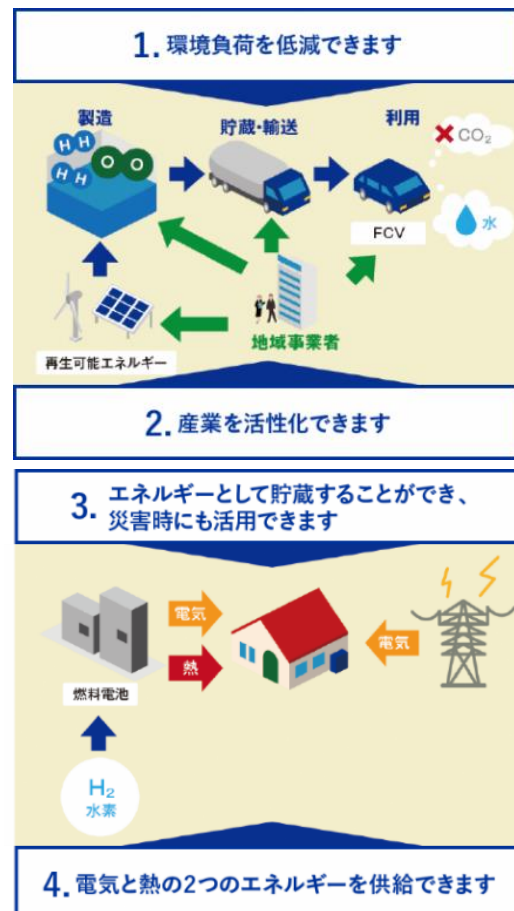 1. 環境負荷を低減できます
製造
貯蔵・輸送
利用
H H
O O
H H
CO₂
水
FCV
地域事業者
再生可能エネルギー
2. 産業を活性化できます
3. エネルギーとして貯蔵することができ、
災害時にも活用できます
電気
熱
電気
燃料電池
H₂
水素
4. 電気と熱の2つのエネルギーを供給できます